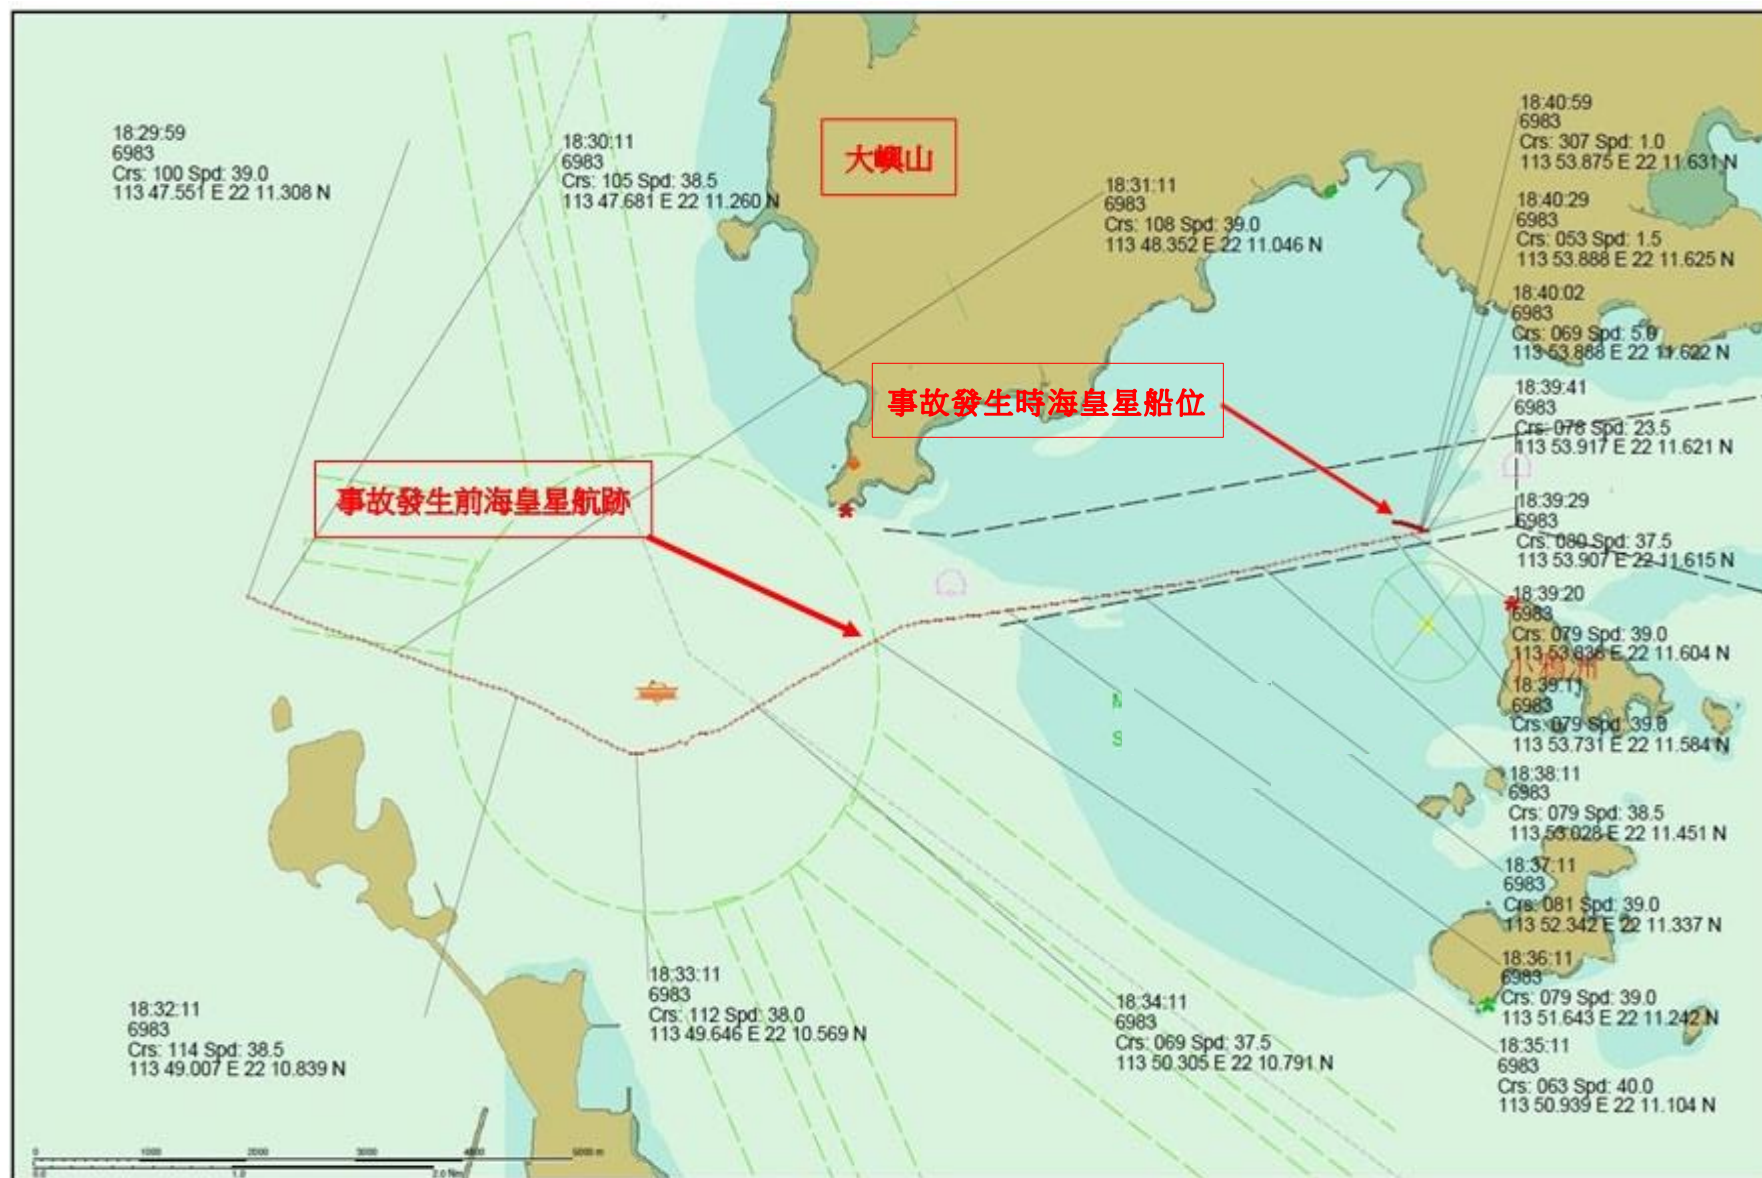 18:29:59
6983
Crs: 100 Spd: 39.0
113 47.551 E 22 11.308 N
18:30:11
6983
Crs: 105 Spd: 38.5
113 47.681 E 22 11.260 N
大嶼山
18:31:11
6983
Crs: 108 Spd: 39.0
113 48.352 E 22 11.046 N
18:40:59
6983
Crs: 307 Spd: 1.0
113 53.875 E 22 11.631 N
18:40:29
6983
Crs: 053 Spd: 1.5
113 53.888 E 22 11.625 N
18:40:02
6983
Crs: 069 Spd: 5.0
113 53.888 E 22 11.622 N
事故發生時海皇星船位
18:39:41
6983
Crs: 078 Spd: 23.5
113 53.917 E 22 11.621 N
事故發生前海皇星航跡
18:39:29
6983
Crs: 080 Spd: 37.5
113 53.907 E 22 11.615 N
18:39:20
6983
Crs: 079 Spd: 39.0
113 53.838 E 22 11.604 N
18:39:11
6983
Crs: 079 Spd: 39.0
113 53.731 E 22 11.584 N
M
S
18:38:11
6983
Crs: 079 Spd: 38.5
113 53.028 E 22 11.451 N
18:37:11
6983
Crs: 081 Spd: 39.0
113 52.342 E 22 11.337 N
18:36:11
6983
Crs: 079 Spd: 39.0
113 51.643 E 22 11.242 N
18:35:11
6983
Crs: 063 Spd: 40.0
113 50.939 E 22 11.104 N
18:32:11
6983
Crs: 114 Spd: 38.5
113 49.007 E 22 10.839 N
18:33:11
6983
Crs: 112 Spd: 38.0
113 49.646 E 22 10.569 N
18:34:11
6983
Crs: 069 Spd: 37.5
113 50.305 E 22 10.791 N
0 1000 2000 3000 4000 5000 m
0.0 1.0 2.0 Nm